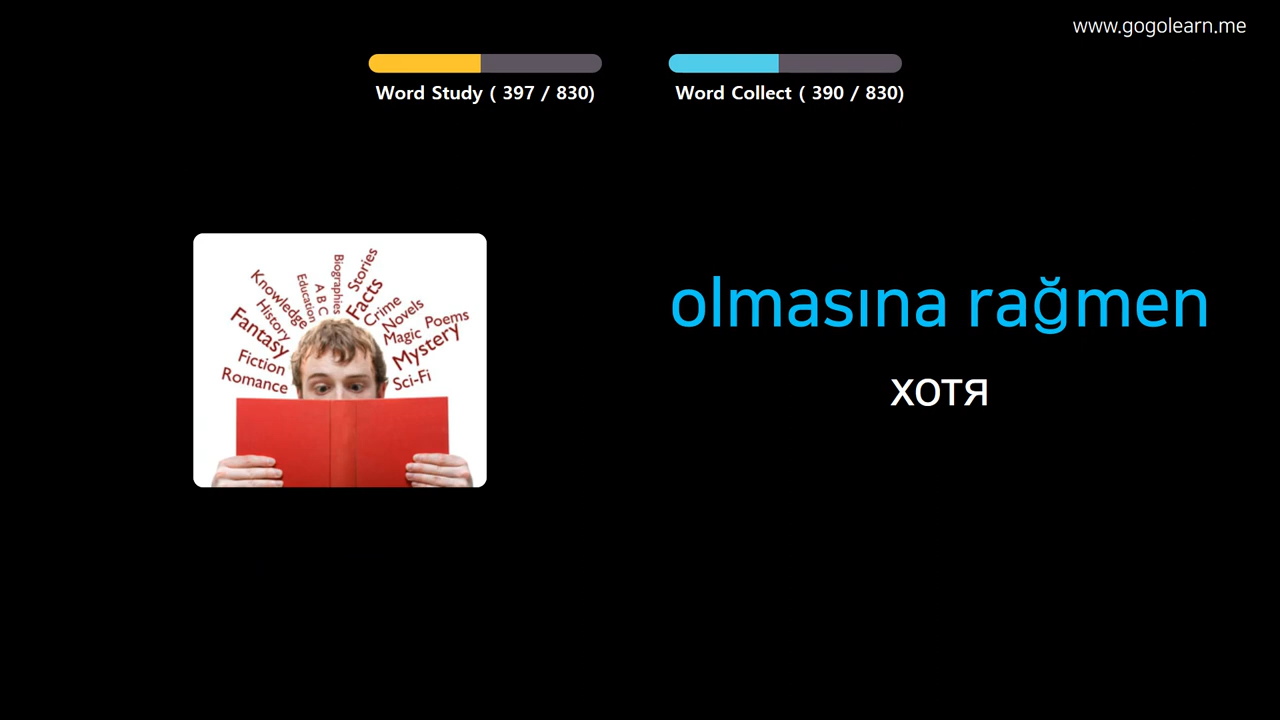 www.gogolearn.me
Word Study ( 397 / 830)
Word Collect ( 390 / 830)
olmasına rağmen
хотя
Knowledge
History
Fantasy
Fiction
Romance
Education
A B C
Biographies
Stories
Facts
Crime
Novels
Magic
Poems
Mystery
Sci-Fi